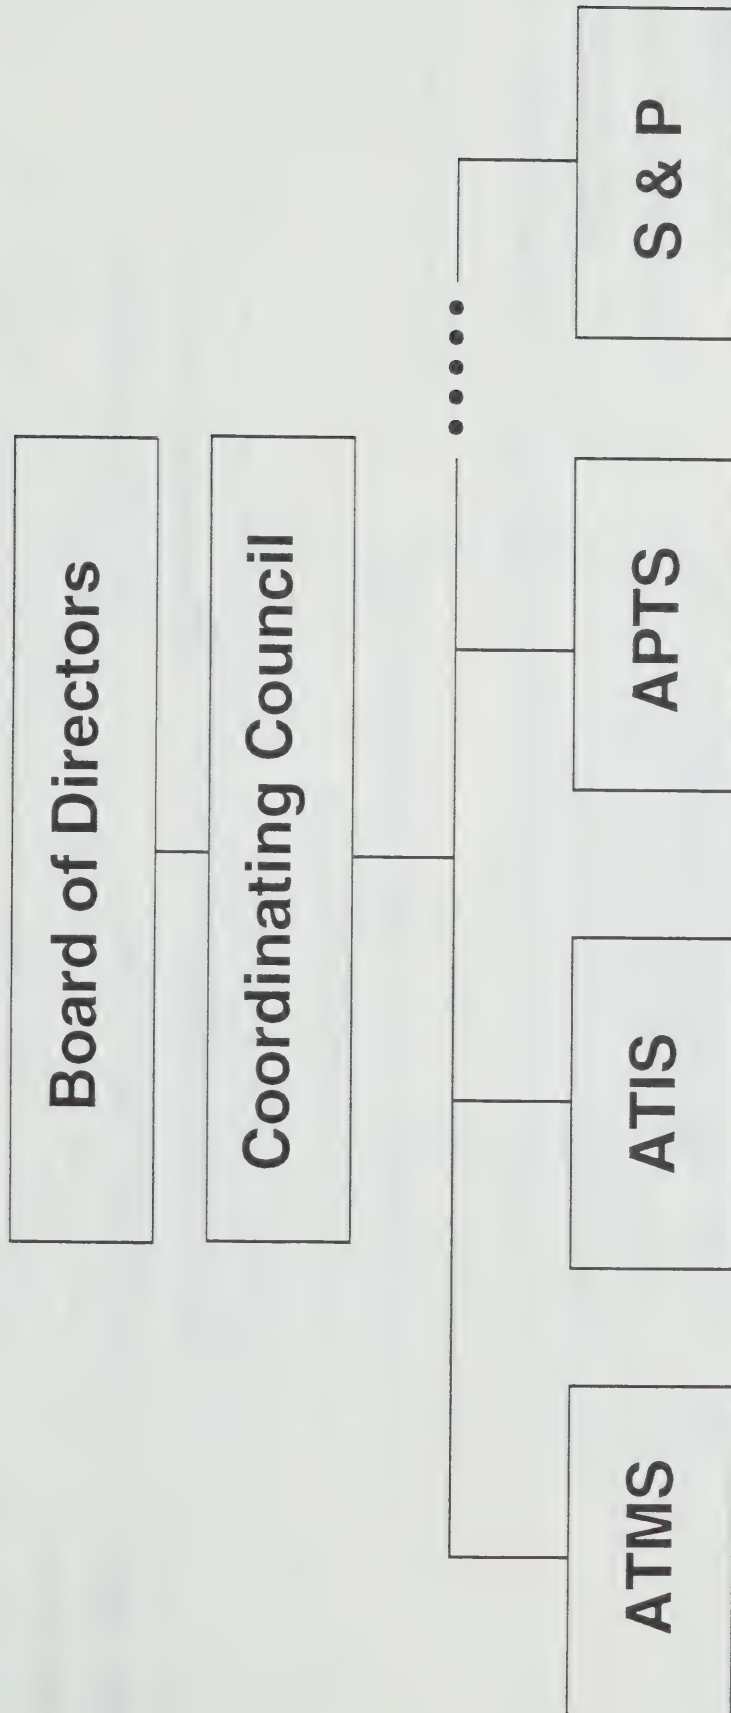 Board of Directors
Coordinating Council
ATMS
ATIS
APTS
S & P